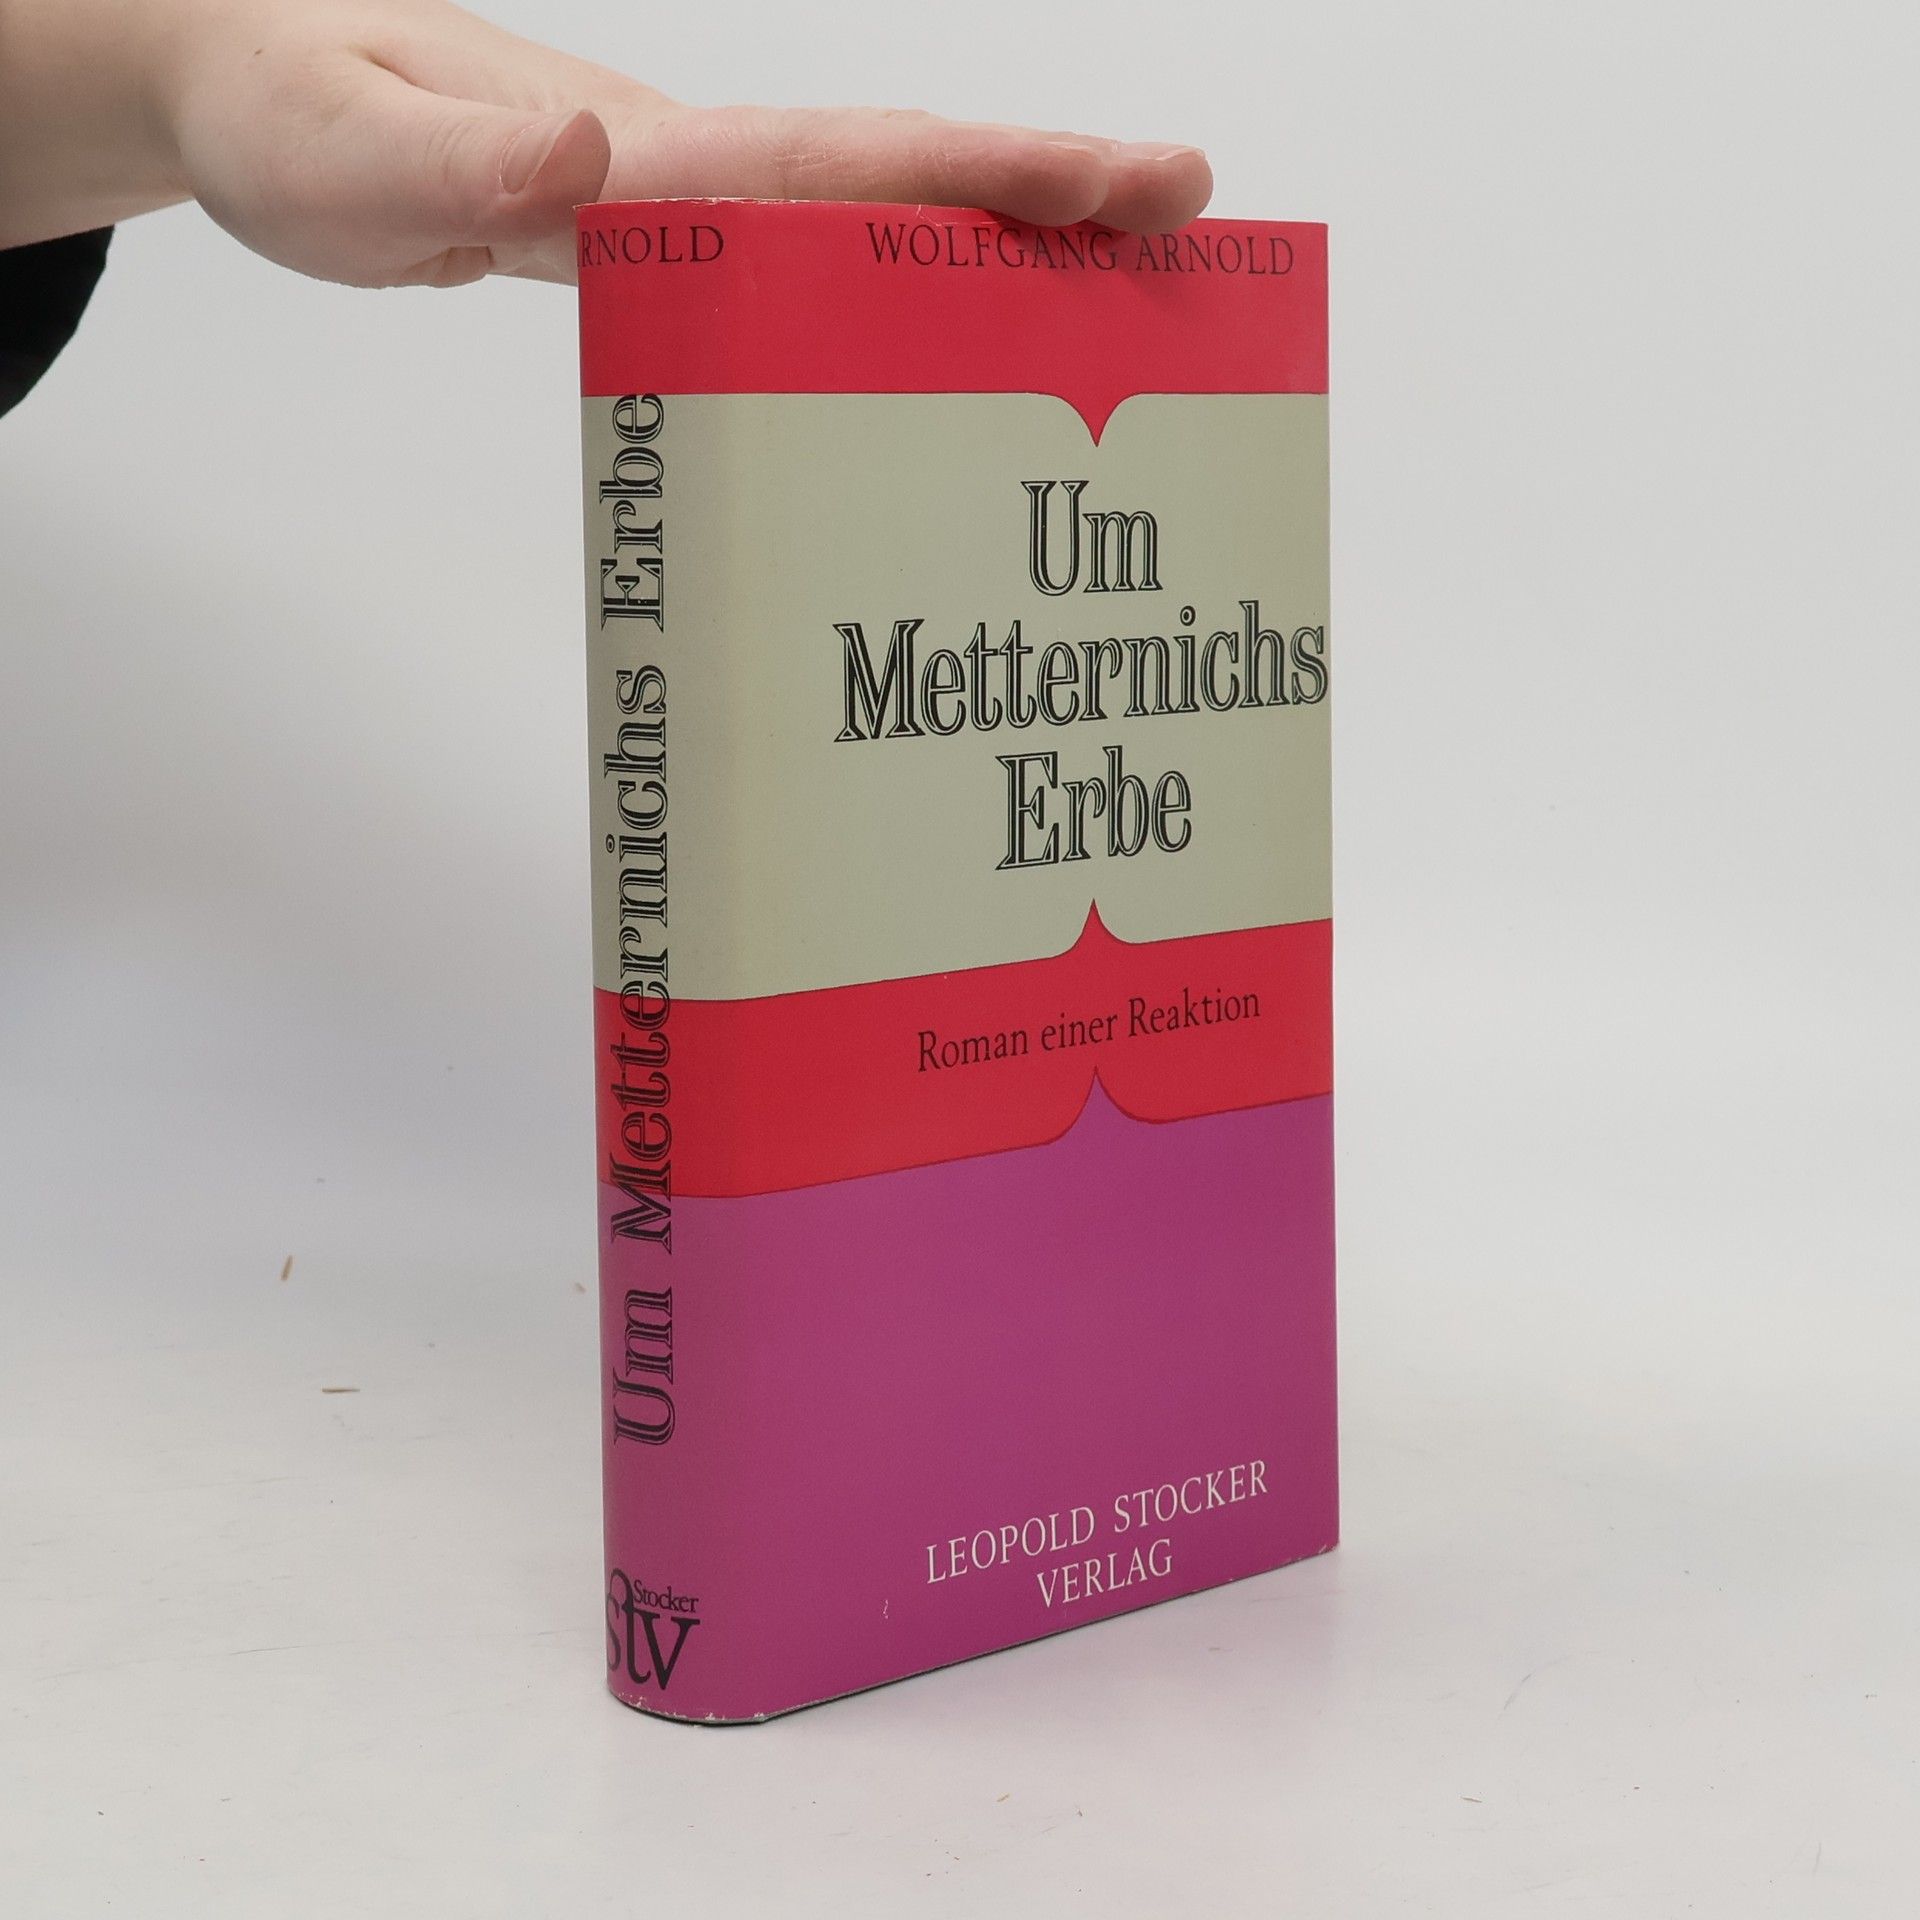 RNOLD
WOLFGANG ARNOLD
Um
Metternichs
Erbe
Roman einer Reaktion
LEOPOLD STOCKER
VERLAG
Um Metternichs Erbe
Stocker
stv